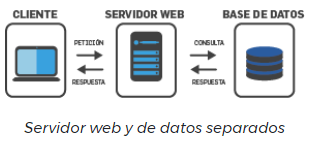 CLIENTE SERVIDOR WEB BASE DE DATOS
PETICIÓN CONSULTA
RESPUESTA RESPUESTA
Servidor web y de datos separados